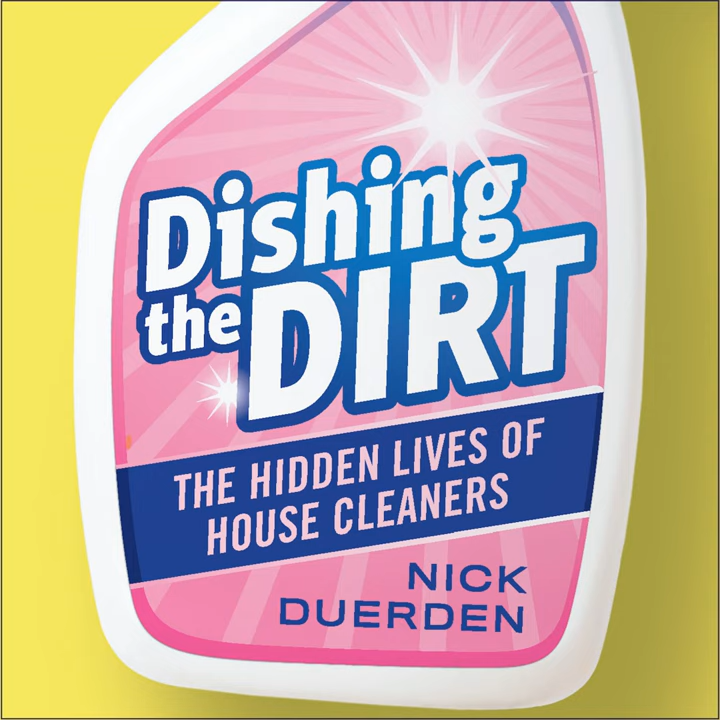 Dishing
the DIRT
THE HIDDEN LIVES OF
HOUSE CLEANERS
NICK
DUERDEN